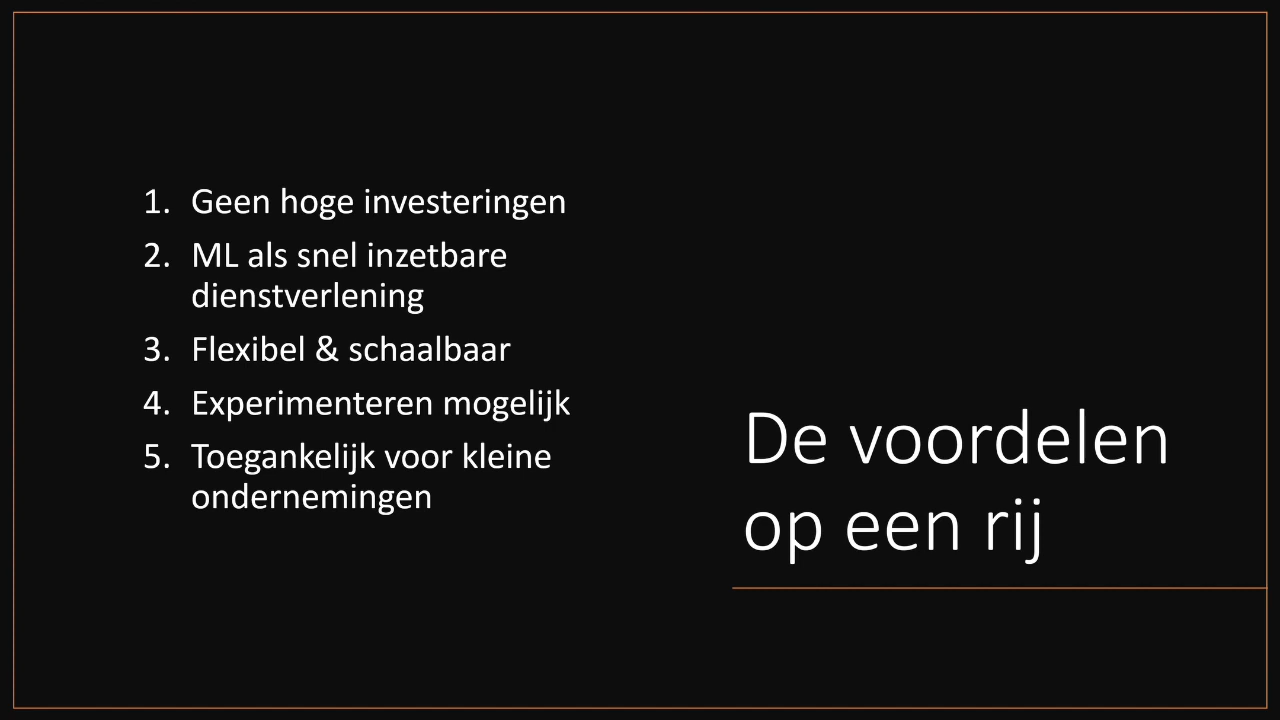 1. Geen hoge investeringen
2. ML als snel inzetbare
dienstverlening
3. Flexibel & schaalbaar
4. Experimenteren mogelijk
5. Toegankelijk voor kleine
ondernemingen
De voordelen
op een rij